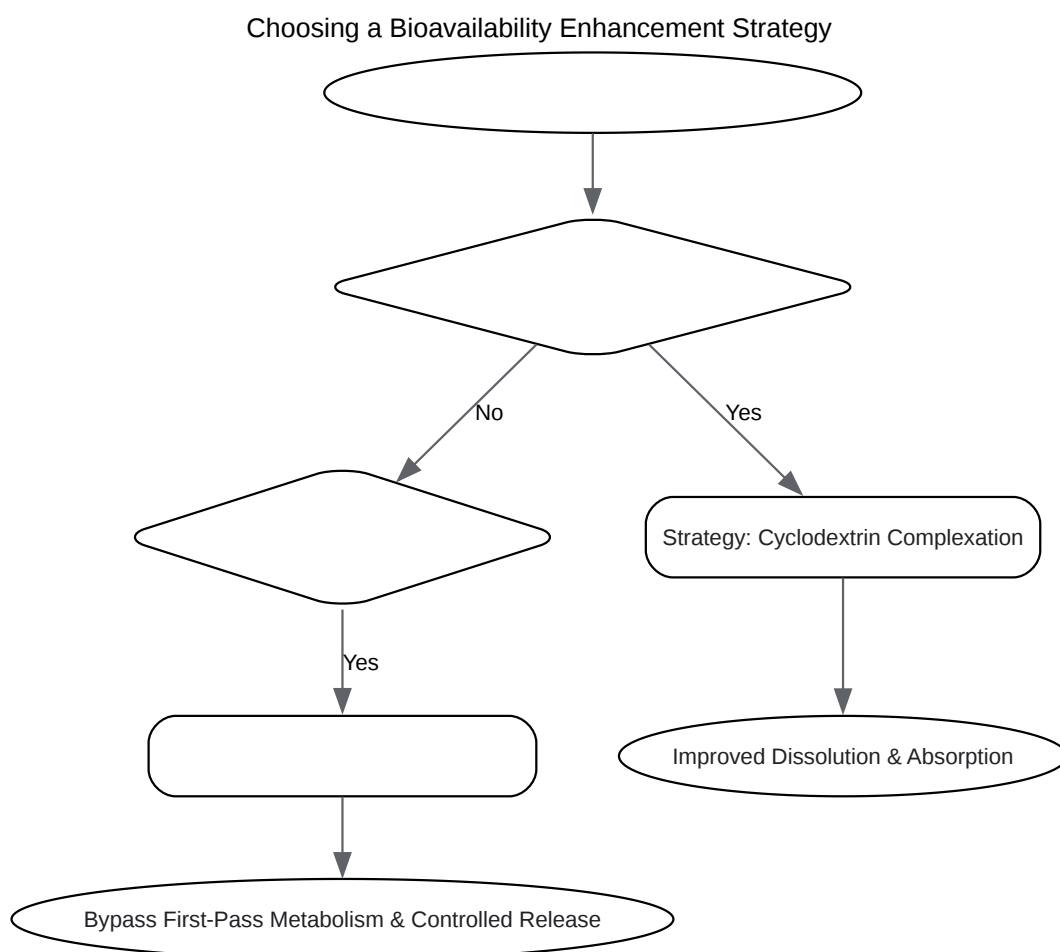 Choosing a Bioavailability Enhancement Strategy
No
Yes
Strategy: Cyclodextrin Complexation
Yes
Improved Dissolution & Absorption
Bypass First-Pass Metabolism & Controlled Release